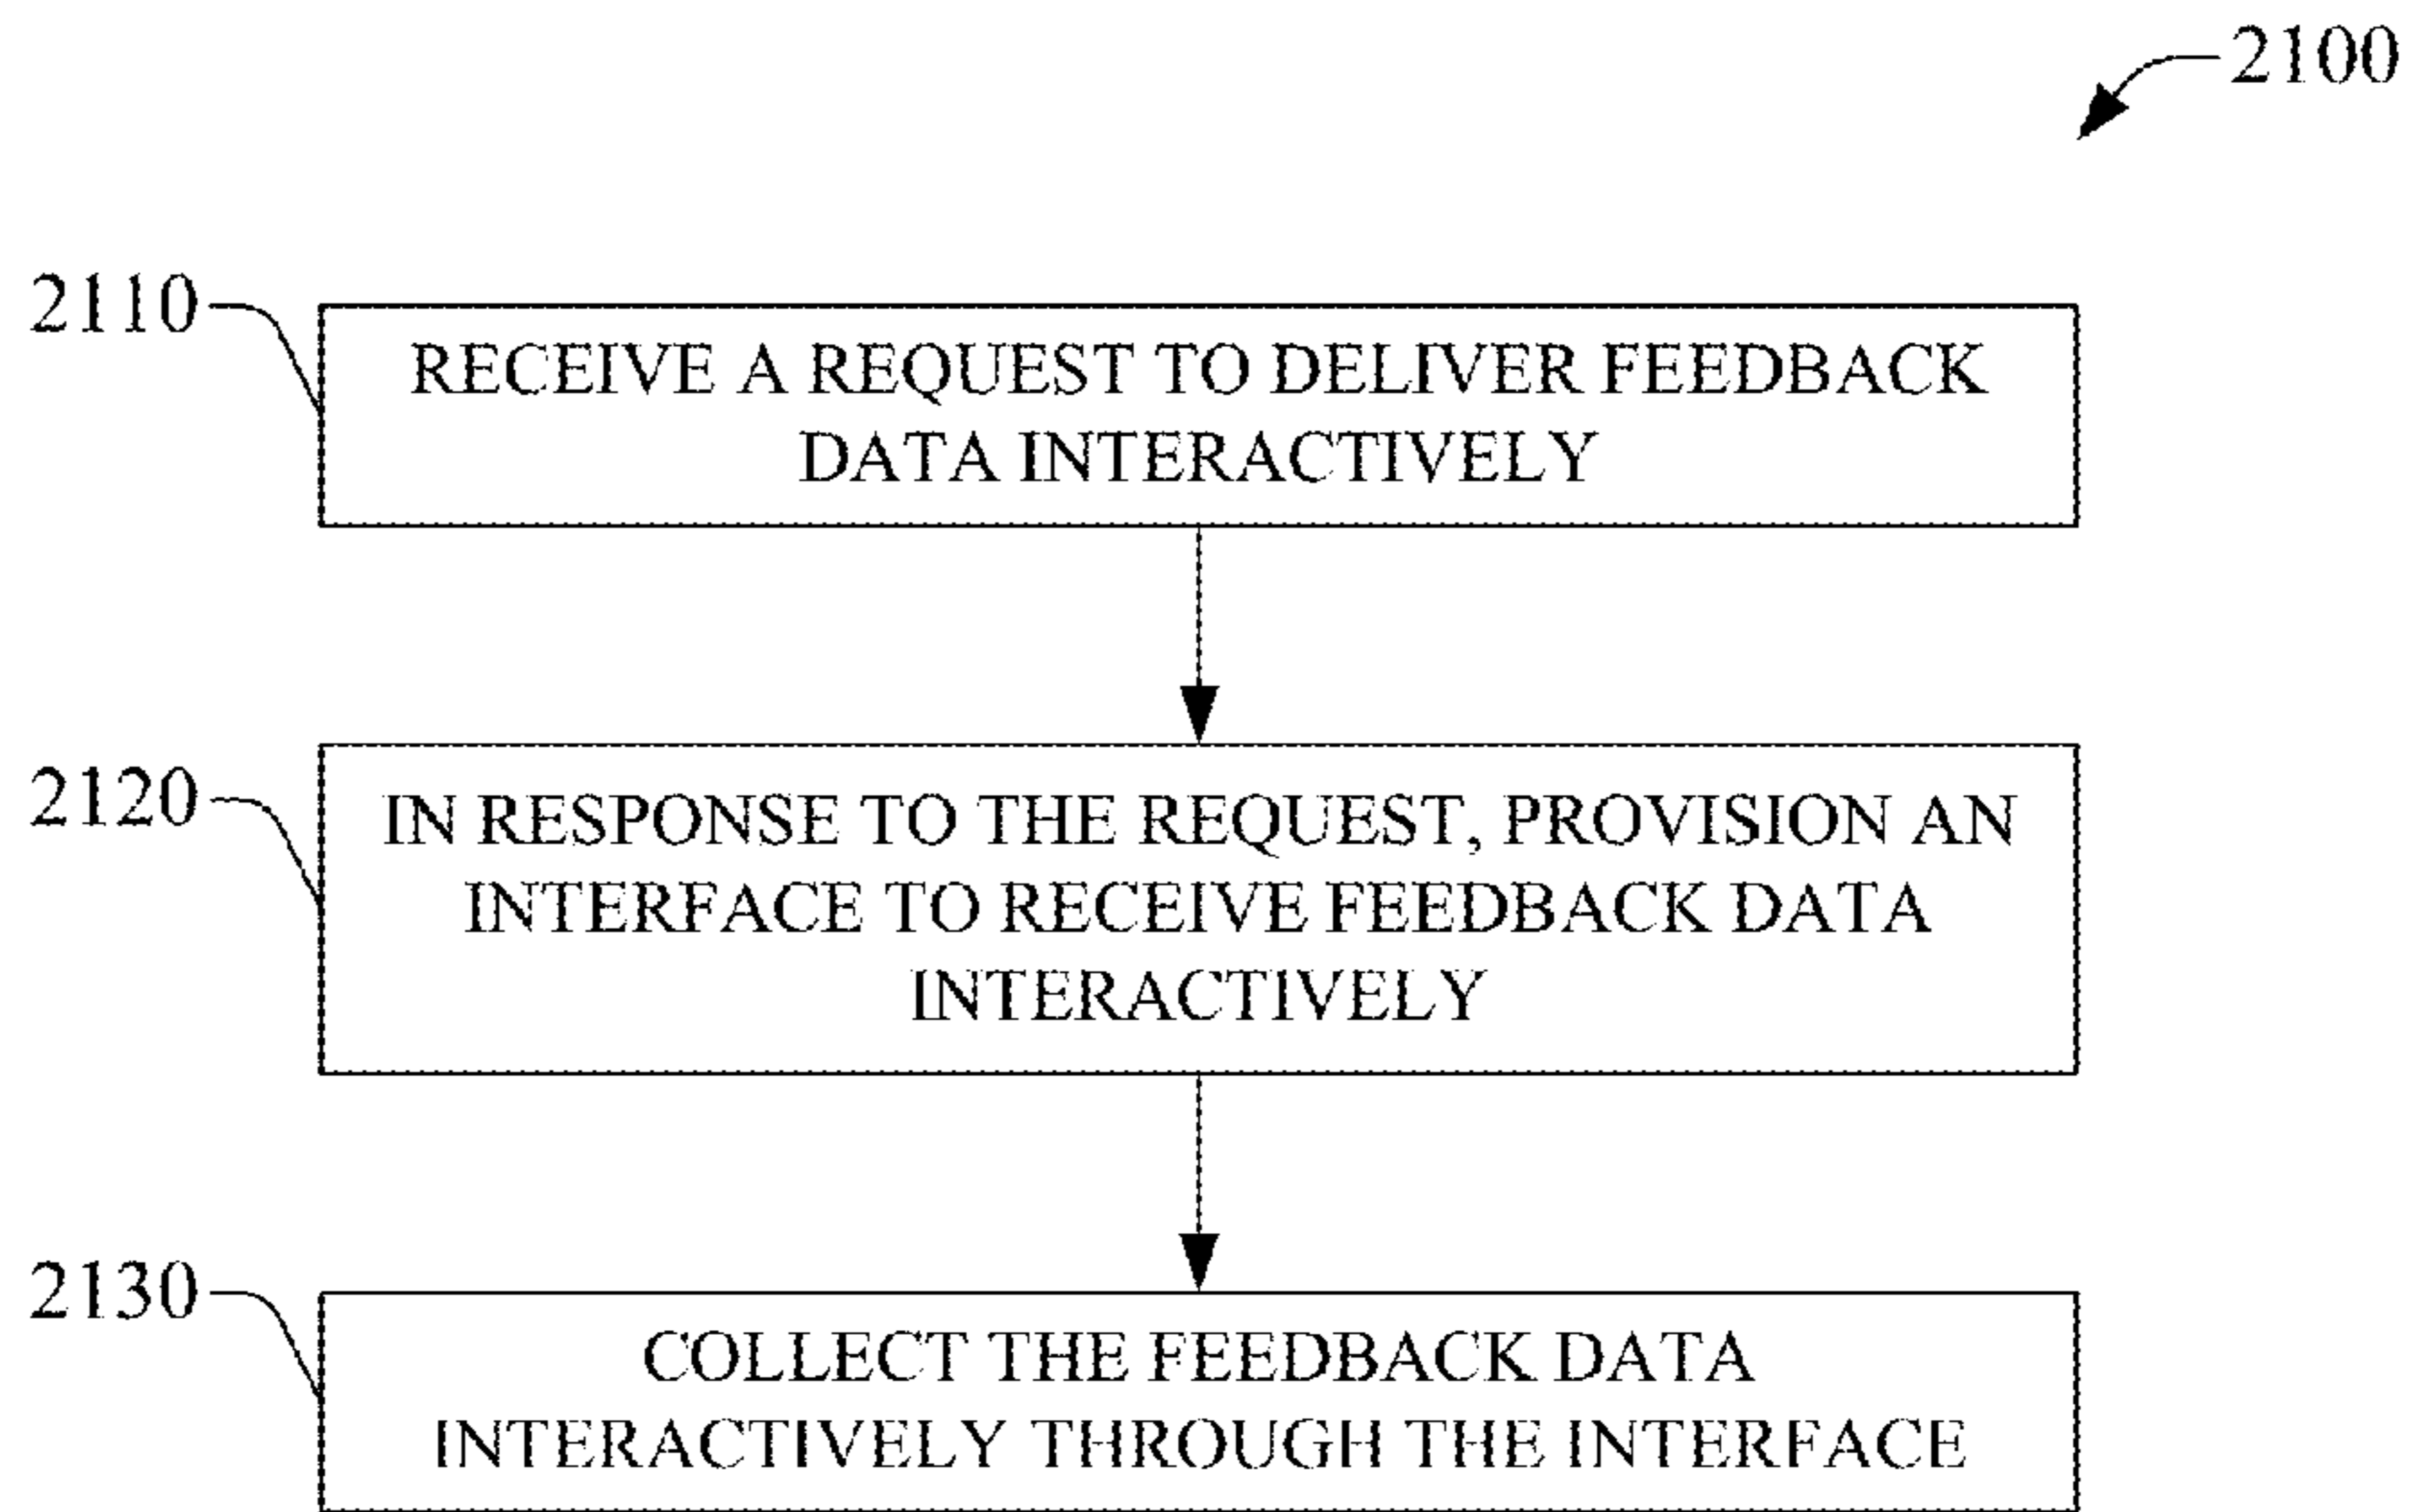 2100
2110
RECEIVE A REQUEST TO DELIVER FEEDBACK
DATA INTERACTIVELY
2120
IN RESPONSE TO THE REQUEST, PROVISION AN
INTERFACE TO RECEIVE FEEDBACK DATA
INTERACTIVELY
2130
COLLECT THE FEEDBACK DATA
INTERACTIVELY THROUGH THE INTERFACE